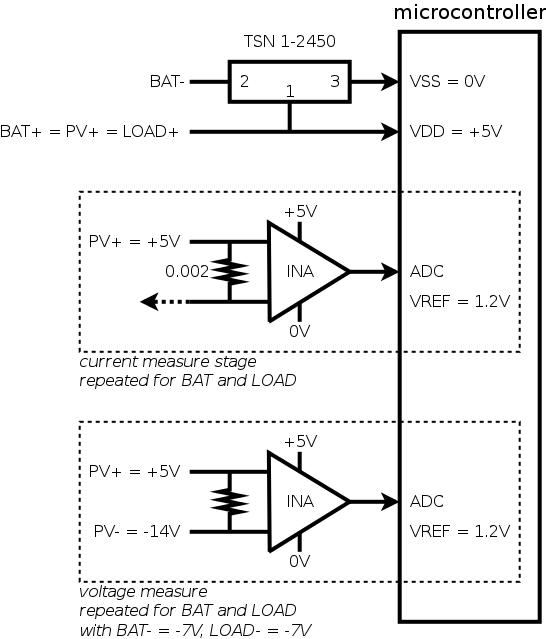 microcontroller
TSN 1-2450
BAT-
2
1
3
VSS = 0V
BAT+ = PV+ = LOAD+
VDD = +5V
+5V
PV+ = +5V
0.002
INA
ADC
0V
VREF = 1.2V
current measure stage
repeated for BAT and LOAD
+5V
PV+ = +5V
INA
ADC
PV- = -14V
VREF = 1.2V
0V
voltage measure
repeated for BAT and LOAD
with BAT- = -7V, LOAD- = -7V